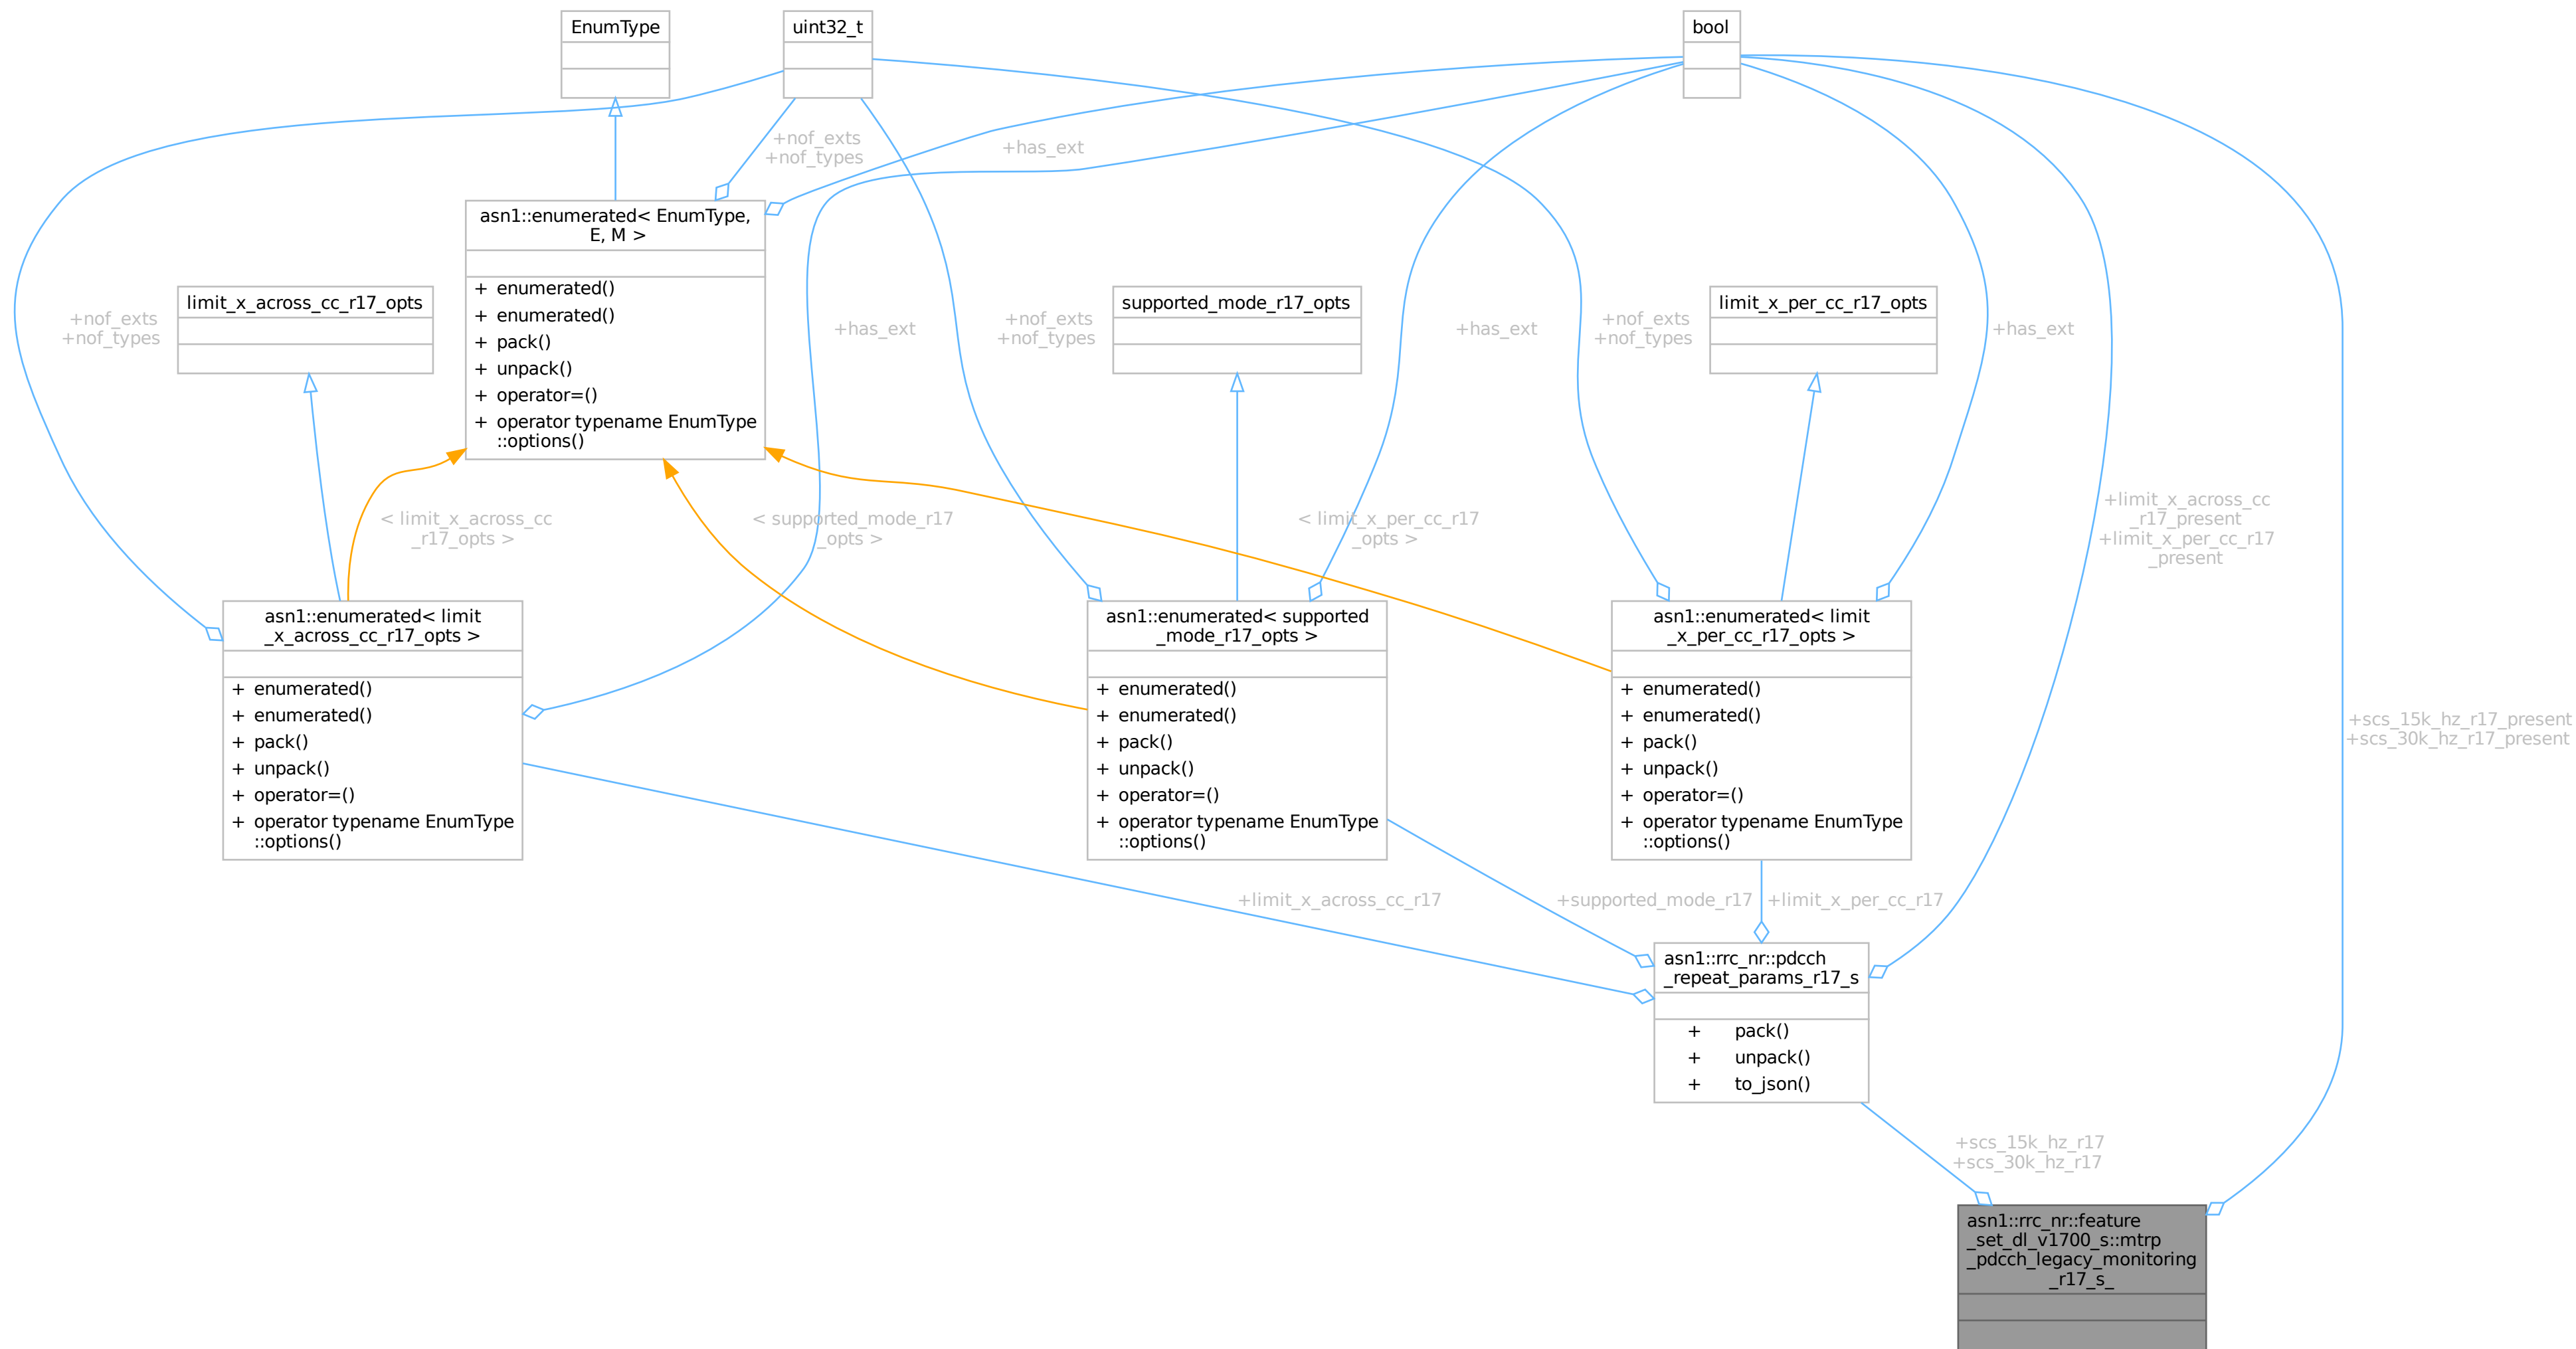 EnumType
uint32_t
bool
+nof_exts
+nof_types
+has_ext
asn1::enumerated< EnumType,
E, M >
+ enumerated()
+ enumerated()
+ pack()
+ unpack()
+ operator=()
+ operator typename EnumType
::options()
limit_x_across_cc_r17_opts
supported_mode_r17_opts
limit_x_per_cc_r17_opts
+nof_exts
+nof_types
+has_ext
+nof_exts
+nof_types
+has_ext
+nof_exts
+nof_types
+has_ext
< limit_x_across_cc
_r17_opts >
< supported_mode_r17
_opts >
< limit_x_per_cc_r17
_opts >
+limit_x_across_cc
_r17_present
+limit_x_per_cc_r17
_present
asn1::enumerated< limit
_x_across_cc_r17_opts >
+ enumerated()
+ enumerated()
+ pack()
+ unpack()
+ operator=()
+ operator typename EnumType
::options()
asn1::enumerated< supported
_mode_r17_opts >
+ enumerated()
+ enumerated()
+ pack()
+ unpack()
+ operator=()
+ operator typename EnumType
::options()
asn1::enumerated< limit
_x_per_cc_r17_opts >
+ enumerated()
+ enumerated()
+ pack()
+ unpack()
+ operator=()
+ operator typename EnumType
::options()
+scs_15k_hz_r17_present
+scs_30k_hz_r17_present
+limit_x_across_cc_r17
+supported_mode_r17
+limit_x_per_cc_r17
asn1::rrc_nr::pdcch
_repeat_params_r17_s
+ pack()
+ unpack()
+ to_json()
+scs_15k_hz_r17
+scs_30k_hz_r17
asn1::rrc_nr::feature
_set_dl_v1700_s::mtrp
_pdcch_legacy_monitoring
_r17_s_